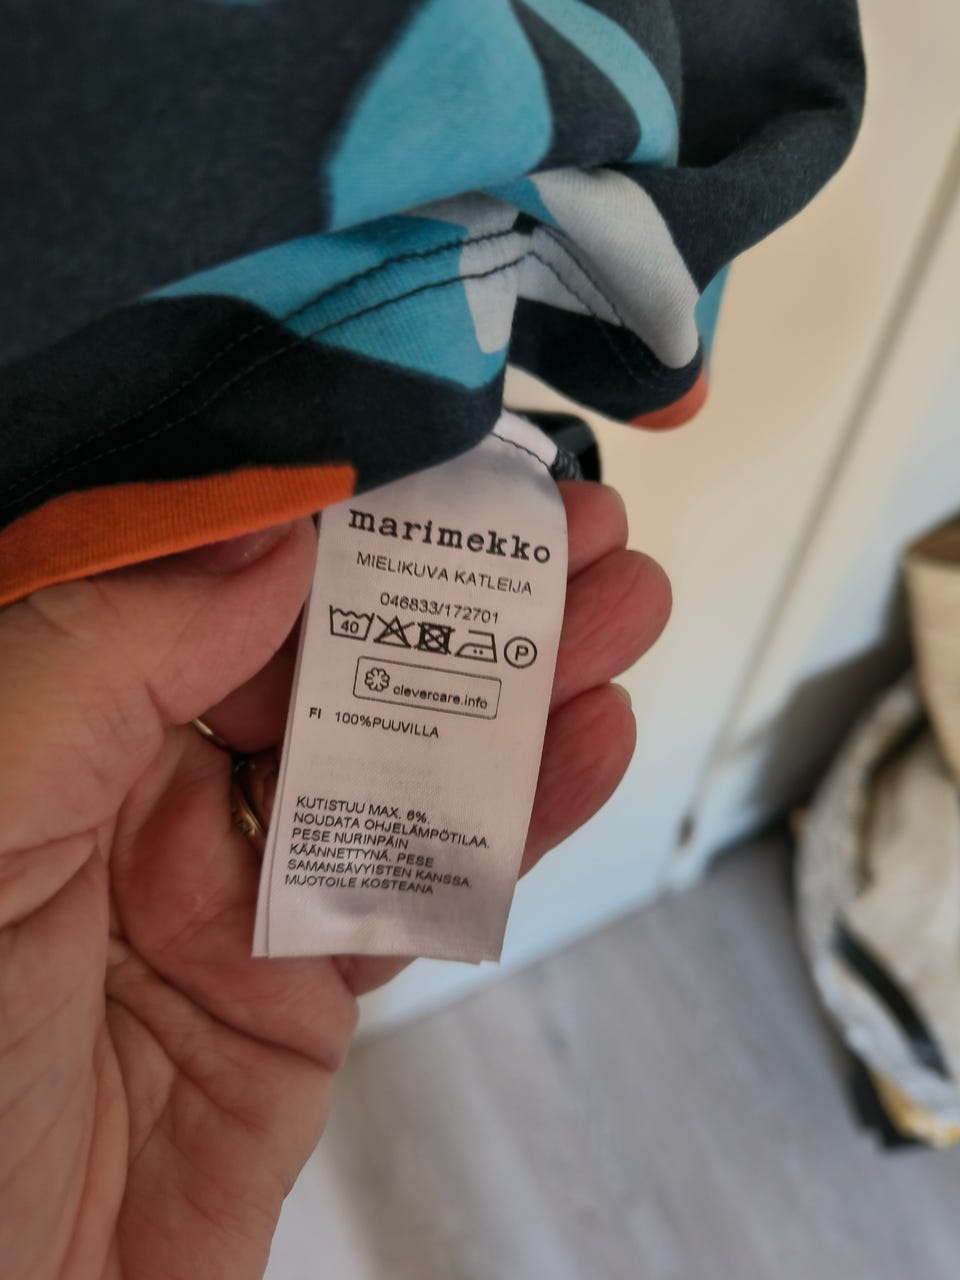 marimekko
MIELIKUVA KATLEIJA
046833/172701
40 P
clevercare.info
FI 100%PUUVILLA
KUTISTUU MAX. 6%,
NOUDATA OHJELÄMPÖTILAA.
PESE NURINPÄIN
KÄÄNNETTYNÄ. PESE
SAMANSÄVYISTEN KANSSA.
MUOTOILE KOSTEANA